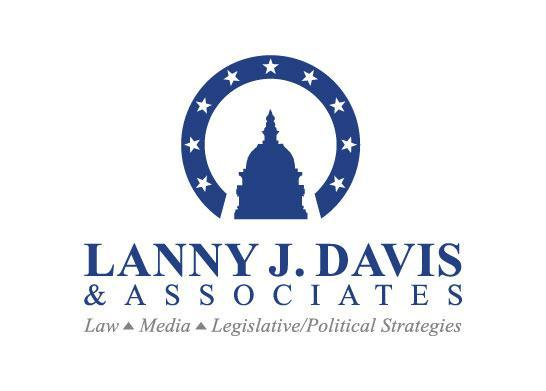 LANNY J. DAVIS
& ASSOCIATES
Law ▲ Media ▲ Legislative/Political Strategies